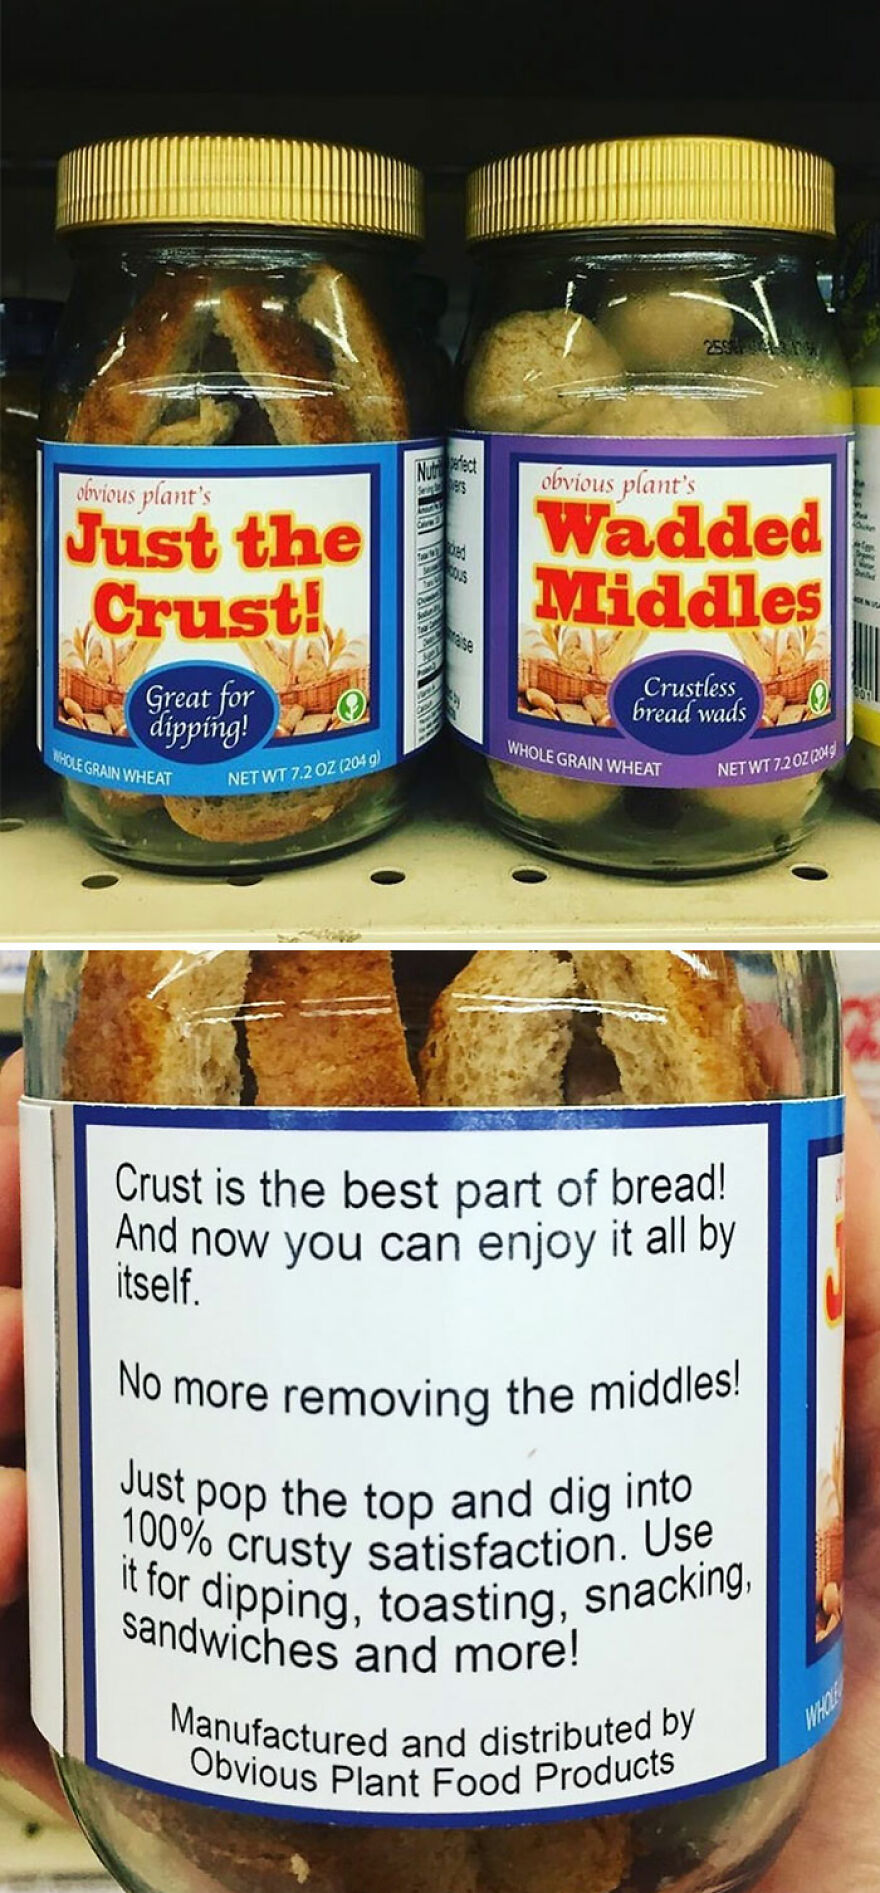 obvious plant's
Just the
Crust!
Great for
dipping!
WHOLE GRAIN WHEAT
NET WT 7.2 OZ (204 g)
obvious plant's
Wadded
Middles
Crustless
bread wads
WHOLE GRAIN WHEAT
NET WT 7.2 OZ (204 g)
Crust is the best part of bread!
And now you can enjoy it all by
itself.
No more removing the middles!
Just pop the top and dig into
100% crusty satisfaction. Use
it for dipping, toasting, snacking,
sandwiches and more!
Manufactured and distributed by
Obvious Plant Food Products